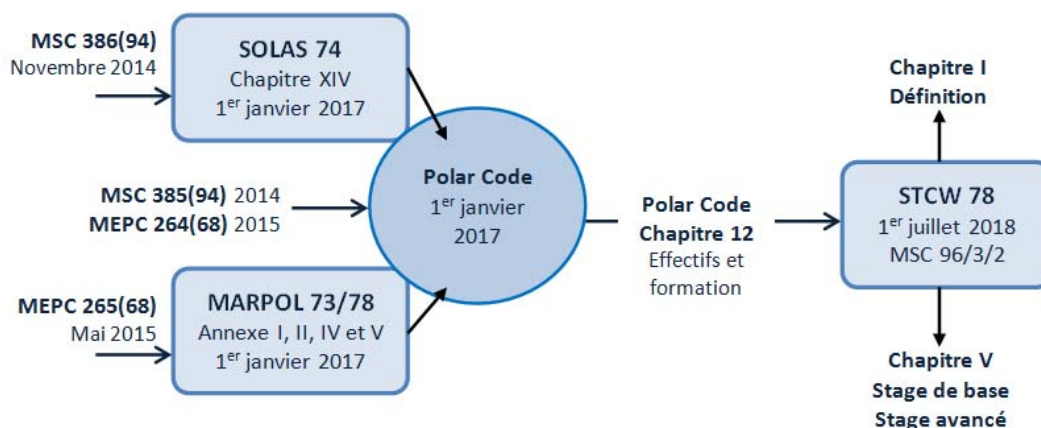 MSC 386(94)
Novembre 2014
SOLAS 74
Chapitre XIV
1er janvier 2017
MSC 385(94) 2014
MEPC 264(68) 2015
Polar Code
1er janvier
2017
MEPC 265(68)
Mai 2015
MARPOL 73/78
Annexe I, II, IV et V
1er janvier 2017
Polar Code
Chapitre 12
Effectifs et
formation
Chapitre I
Définition
STCW 78
1er juillet 2018
MSC 96/3/2
Chapitre V
Stage de base
Stage avancé